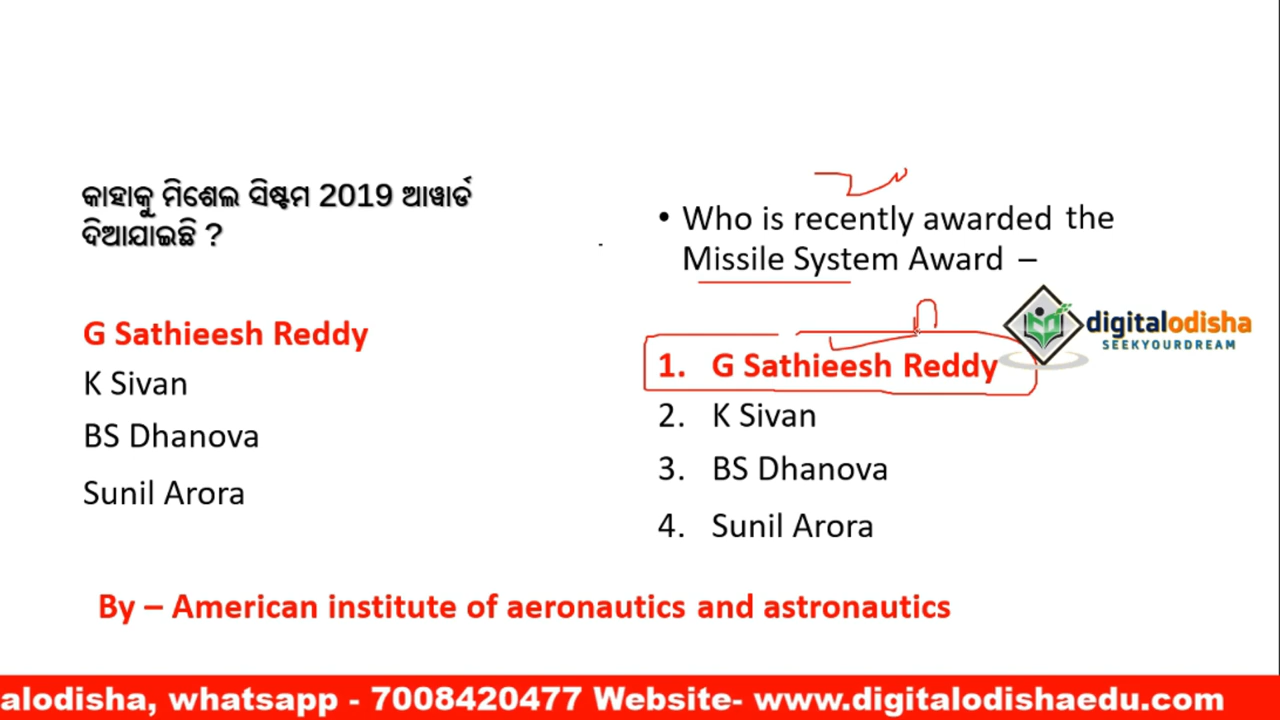 କାହାକୁ ମିଶେଲ ସିଷ୍ଟମ 2019 ଆୱାର୍ଡ
ଦିଆଯାଇଛି ?
G Sathieesh Reddy
K Sivan
BS Dhanova
Sunil Arora
• Who is recently awarded the
Missile System Award –
1. G Sathieesh Reddy
2. K Sivan
3. BS Dhanova
4. Sunil Arora
digitalodisha
SEEKYOURDREAM
By – American institute of aeronautics and astronautics
alodisha, whatsapp - 7008420477 Website- www.digitalodishaedu.com